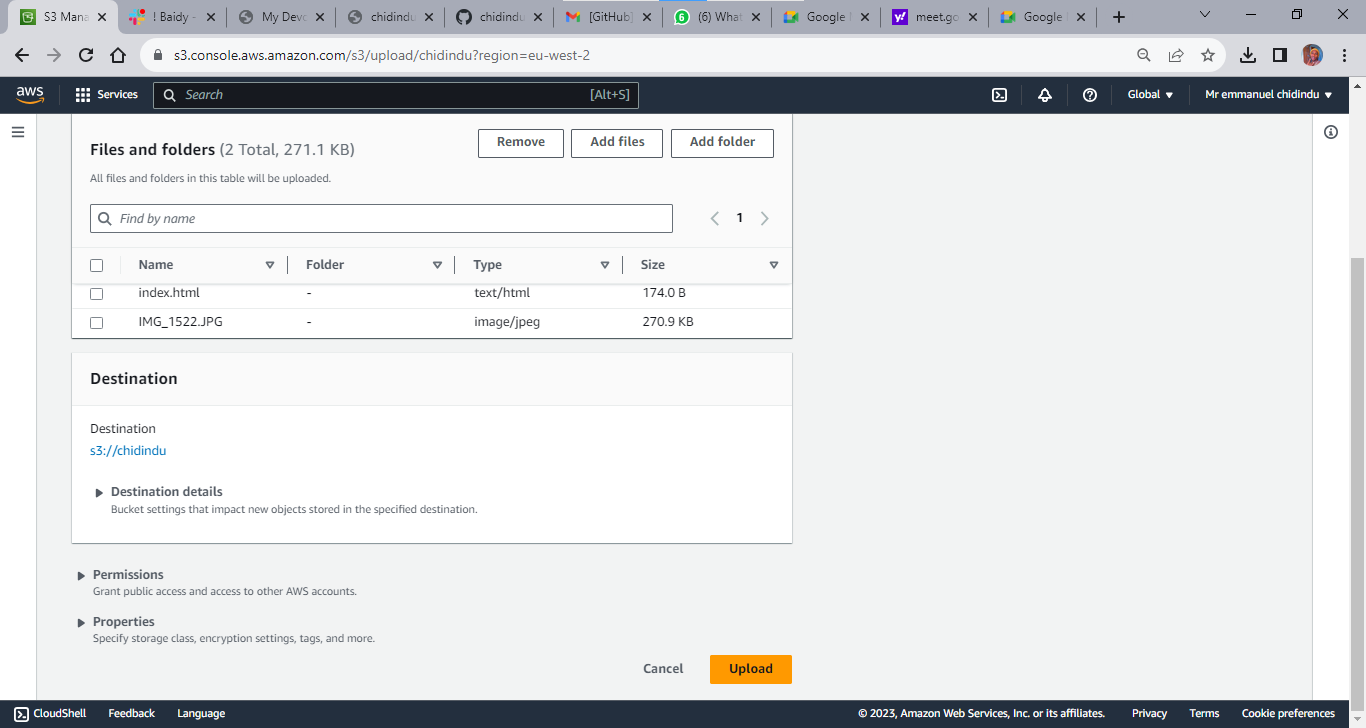 S3 Mana
! Baidy -
My Devo
chidindu
chidindu
[GitHub]
6
(6) What
Google
meet.go
Google
s3.console.aws.amazon.com/s3/upload/chidindu?region=eu-west-2
aws
Services
Search
[Alt+S]
Global
Mr emmanuel chidindu
Files and folders (2 Total, 271.1 KB)
Remove
Add files
Add folder
All files and folders in this table will be uploaded.
Find by name
1
Name
Folder
Type
Size
index.html - text/html 174.0 B
IMG_1522.JPG - image/jpeg 270.9 KB
Destination
Destination
s3://chidindu
Destination details
Bucket settings that impact new objects stored in the specified destination.
Permissions
Grant public access and access to other AWS accounts.
Properties
Specify storage class, encryption settings, tags, and more.
Cancel
Upload
CloudShell
Feedback
Language
© 2023, Amazon Web Services, Inc. or its affiliates.
Privacy
Terms
Cookie preferences